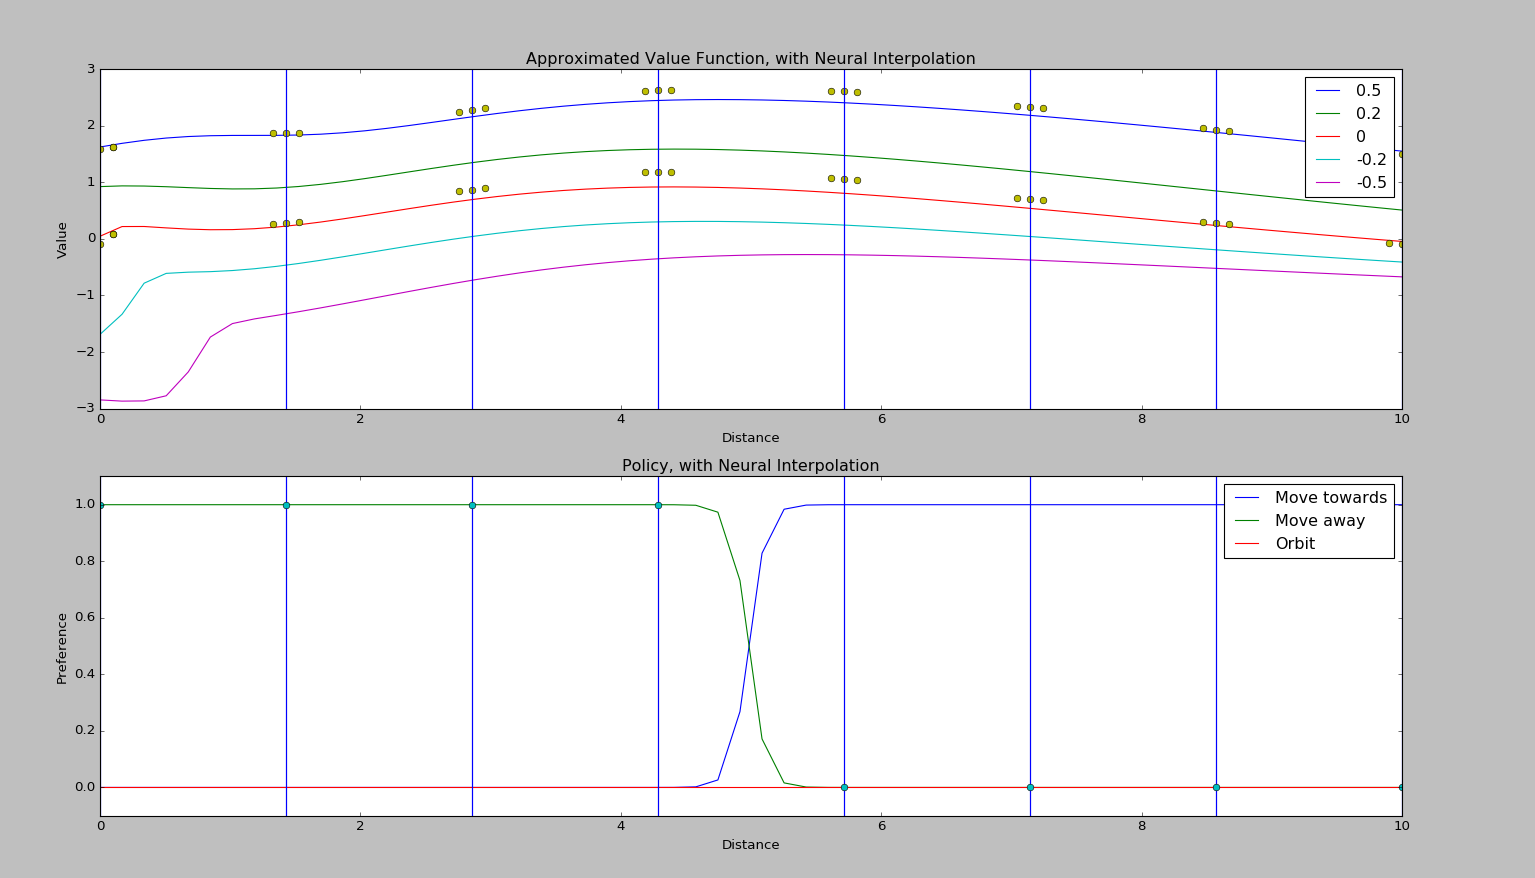 Approximated Value Function, with Neural Interpolation
3
2
1
0
−1
−2
−3
Value
0.5
0.2
0
-0.2
-0.5
0 2 4 6 8 10
Distance
Policy, with Neural Interpolation
1.0
0.8
0.6
0.4
0.2
0.0
Preference
Move towards
Move away
Orbit
0 2 4 6 8 10
Distance